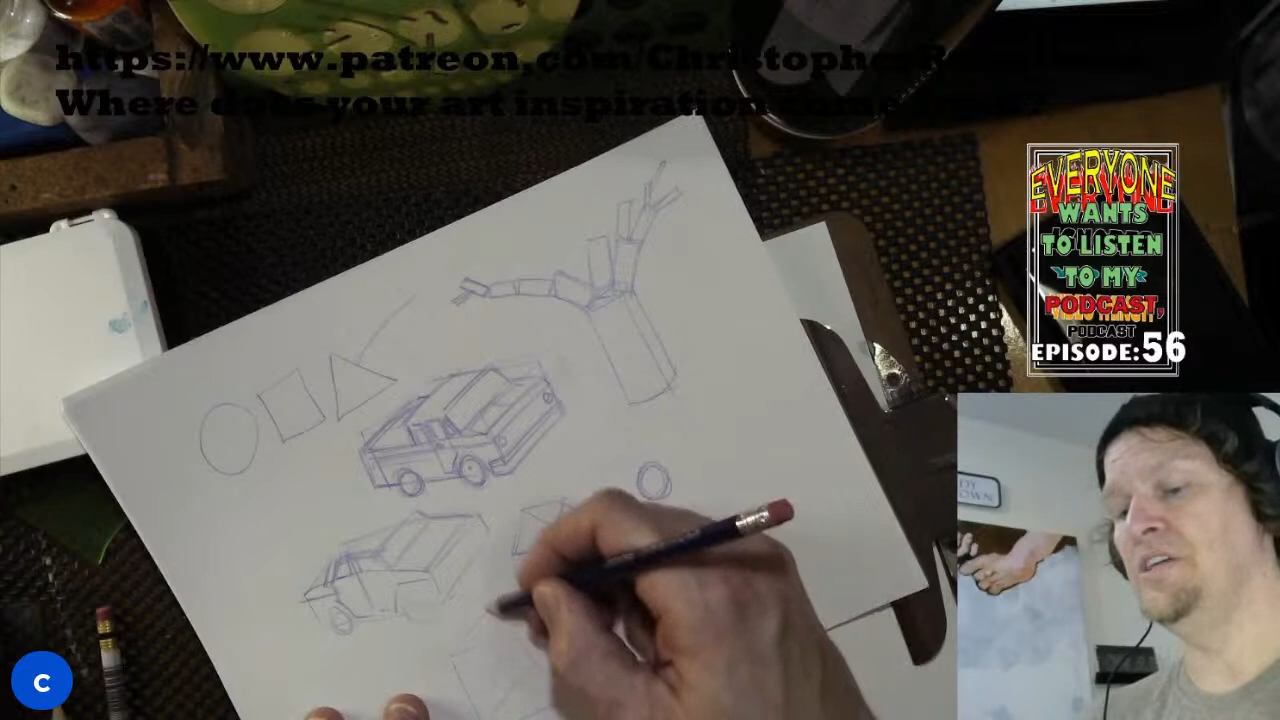 https://www.patreon.com/Christopher
Where does your art inspiration come
EVERYONE
WANTS
TO LISTEN
TO MY
PODCAST,
PODCAST
EPISODE:56
C